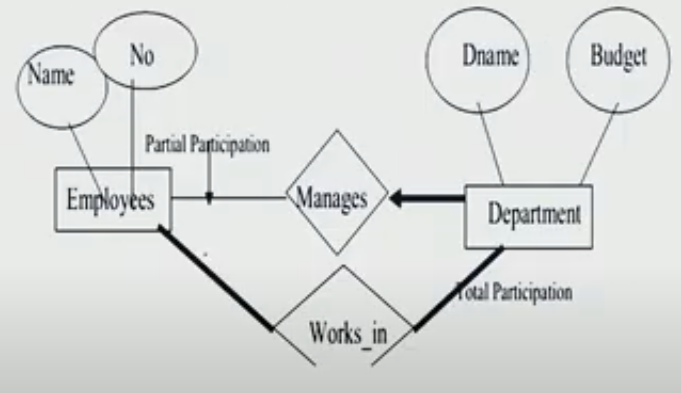 Name
No
Dname
Budget
Partial Participation
Employees
Manages
Department
Total Participation
Works_in